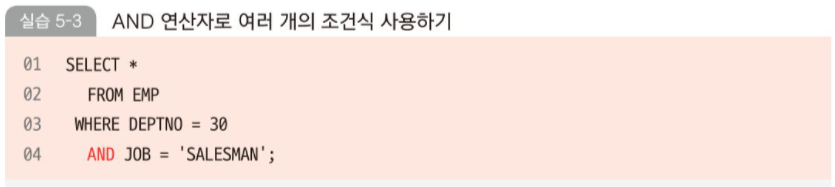 실습 5-3 AND 연산자로 여러 개의 조건식 사용하기
01 SELECT *
02 FROM EMP
03 WHERE DEPTNO = 30
04 AND JOB = 'SALESMAN';